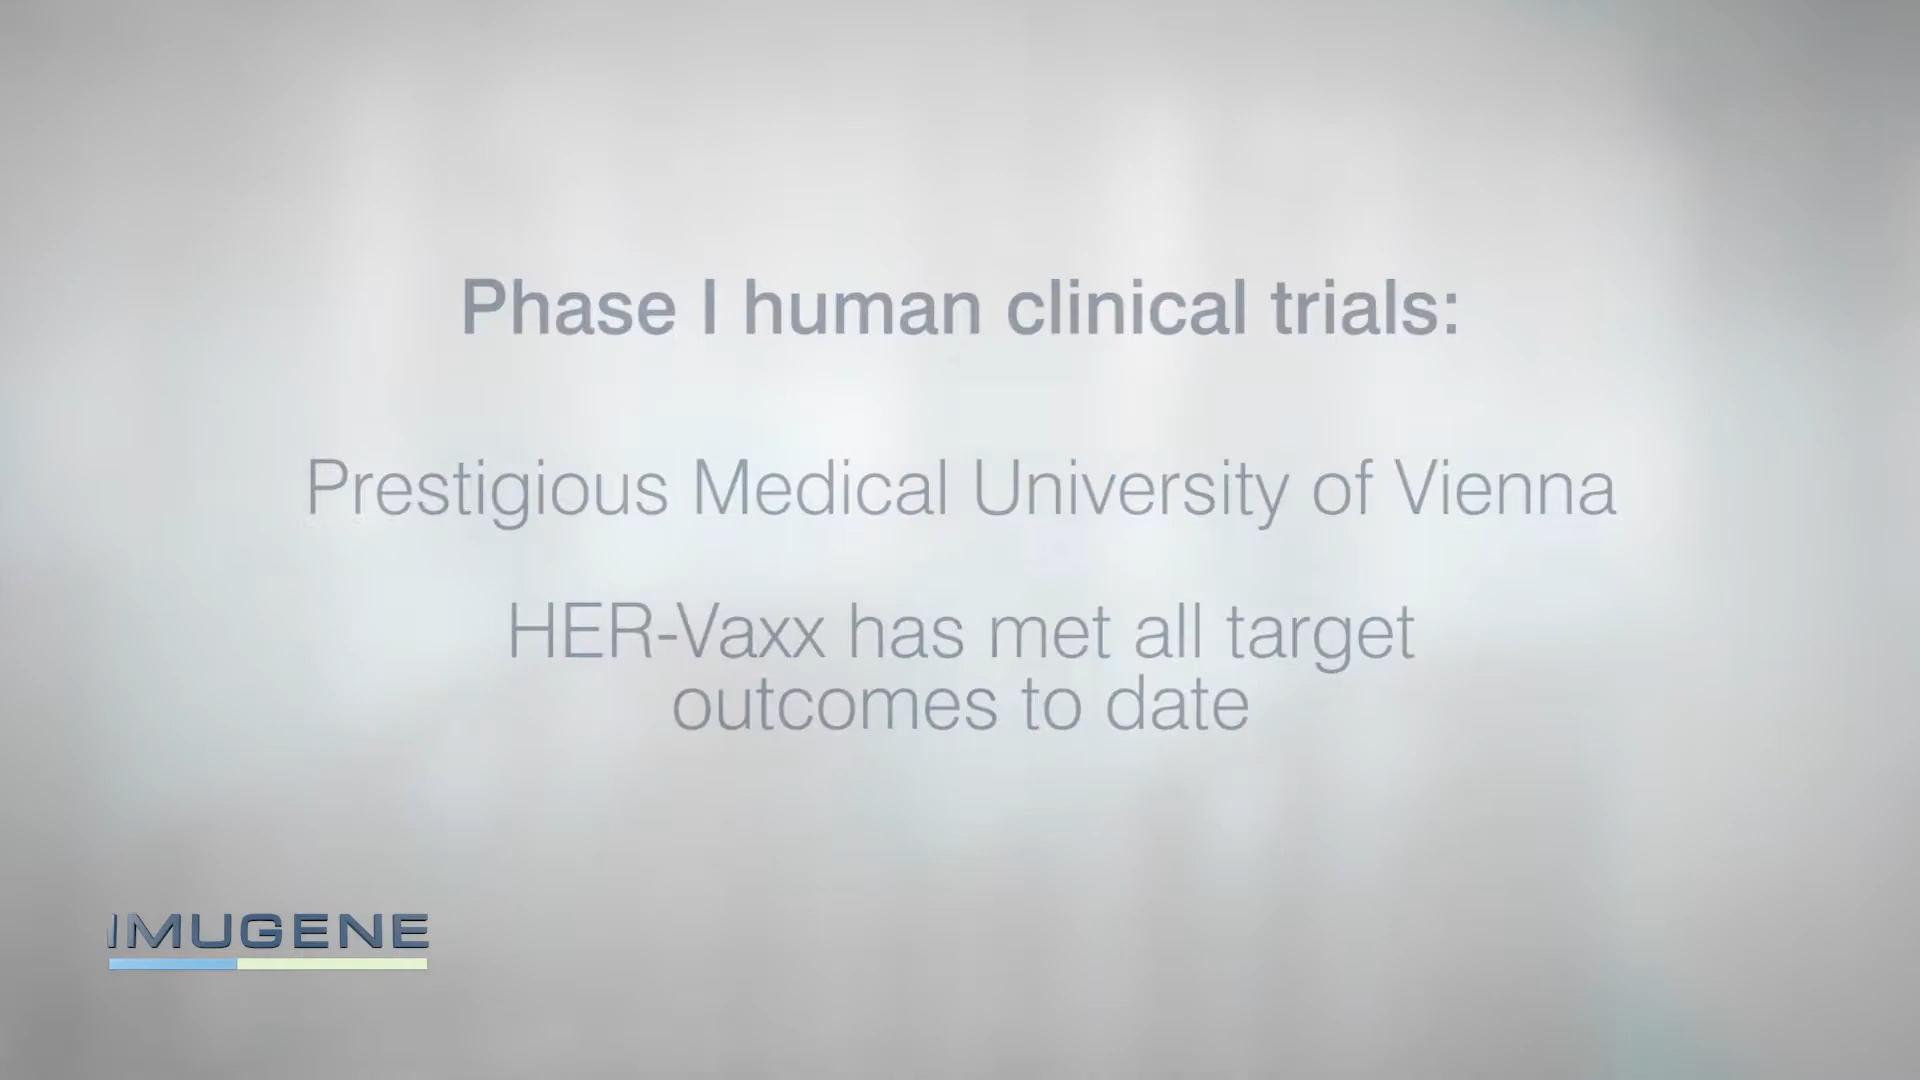 Phase I human clinical trials:
Prestigious Medical University of Vienna
HER-Vaxx has met all target
outcomes to date
IMUGENE